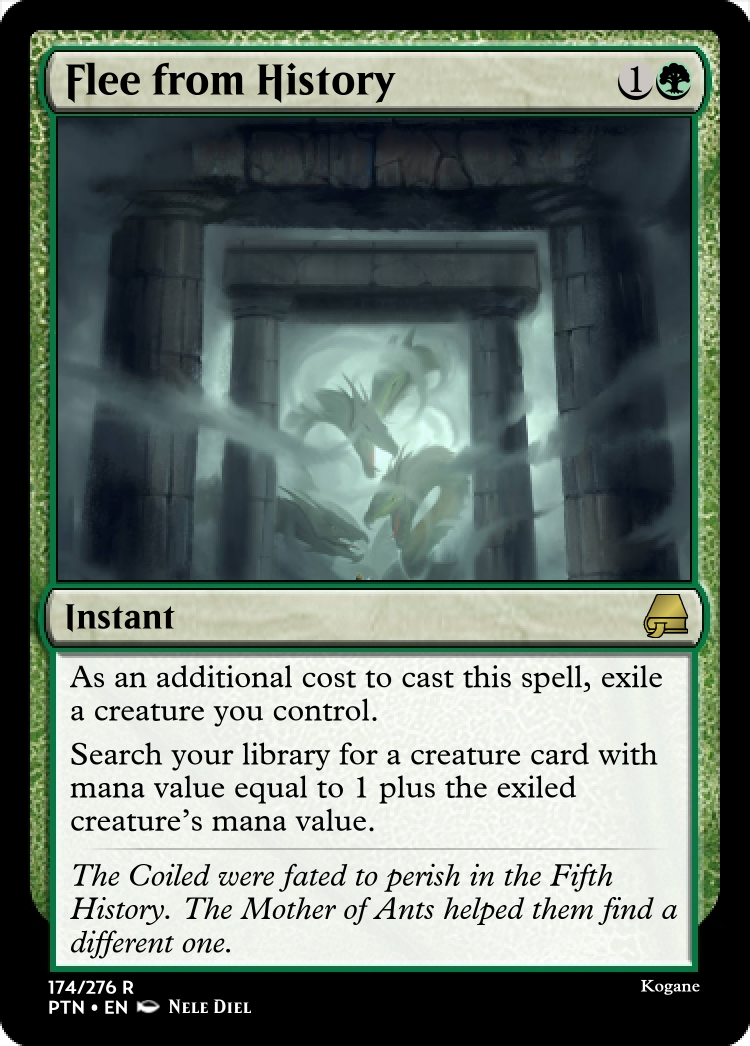 Flee from History 1
Instant
As an additional cost to cast this spell, exile
a creature you control.
Search your library for a creature card with
mana value equal to 1 plus the exiled
creature's mana value.
The Coiled were fated to perish in the Fifth
History. The Mother of Ants helped them find a
different one.
174/276 R
Kogane
PTN • EN Nele Diel